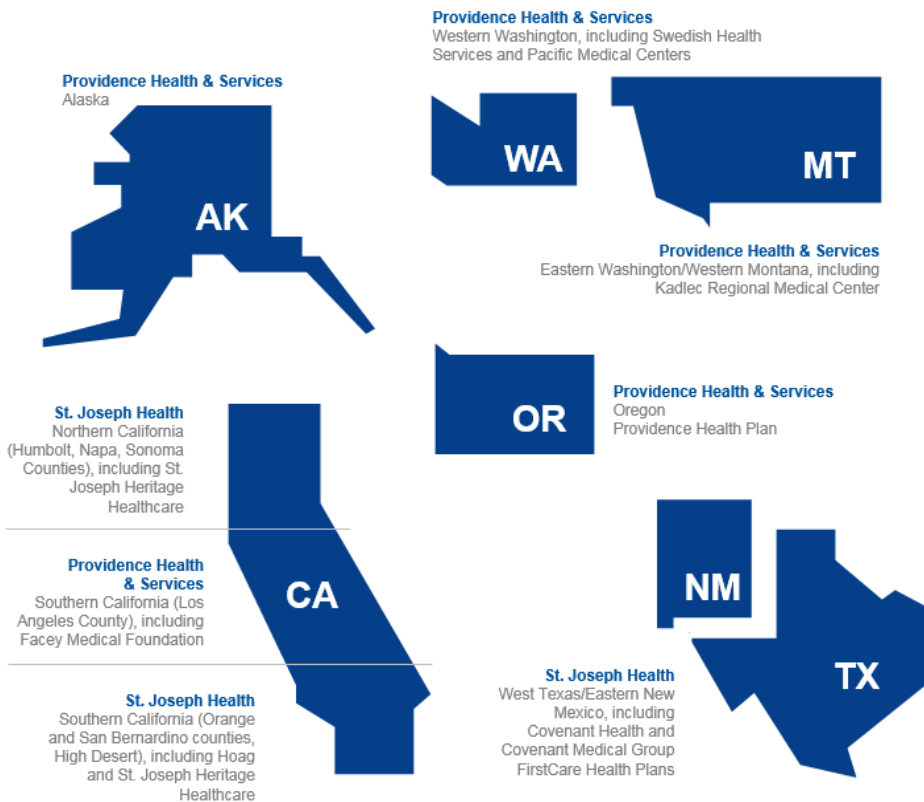 Providence Health & Services
Western Washington, including Swedish Health
Services and Pacific Medical Centers
Providence Health & Services
Alaska
WA
MT
AK
Providence Health & Services
Eastern Washington/Western Montana, including
Kadlec Regional Medical Center
OR
Providence Health & Services
Oregon
Providence Health Plan
St. Joseph Health
Northern California
(Humbolt, Napa, Sonoma
Counties), including St.
Joseph Heritage
Healthcare
Providence Health
& Services
Southern California (Los
Angeles County), including
Facey Medical Foundation
CA
St. Joseph Health
Southern California (Orange
and San Bernardino counties,
High Desert), including Hoag
and St. Joseph Heritage
Healthcare
NM
TX
St. Joseph Health
West Texas/Eastern New
Mexico, including
Covenant Health and
Covenant Medical Group
FirstCare Health Plans